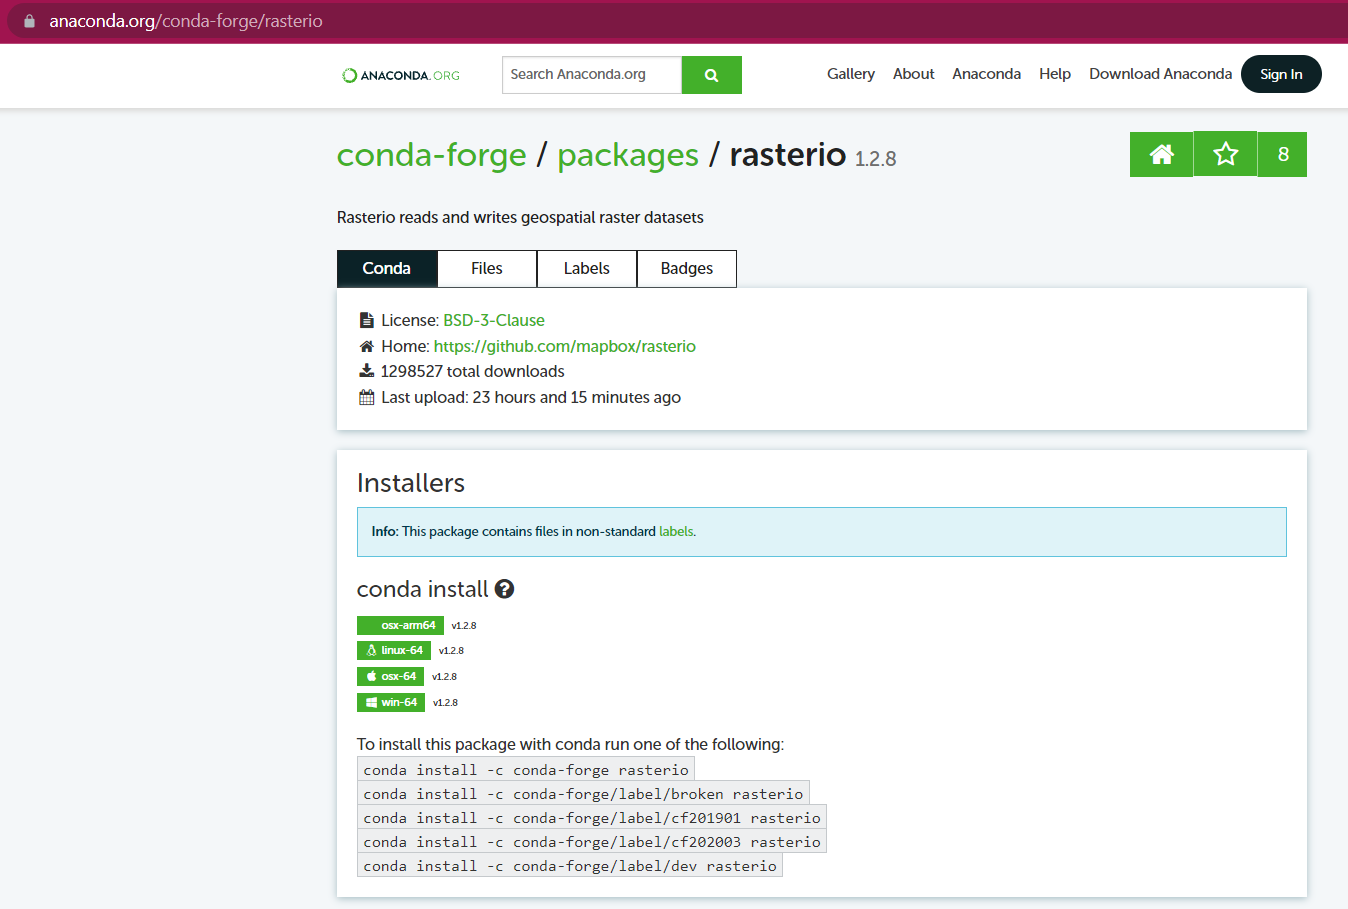 anaconda.org/conda-forge/rasterio
ANACONDA.ORG
Search Anaconda.org
Gallery About Anaconda Help Download Anaconda Sign In
conda-forge / packages / rasterio 1.2.8
8
Rasterio reads and writes geospatial raster datasets
Conda Files Labels Badges
License: BSD-3-Clause
Home: https://github.com/mapbox/rasterio
1298527 total downloads
Last upload: 23 hours and 15 minutes ago
Installers
Info: This package contains files in non-standard labels.
conda install ?
osx-arm64 v1.2.8
linux-64 v1.2.8
osx-64 v1.2.8
win-64 v1.2.8
To install this package with conda run one of the following:
conda install -c conda-forge rasterio
conda install -c conda-forge/label/broken rasterio
conda install -c conda-forge/label/cf201901 rasterio
conda install -c conda-forge/label/cf202003 rasterio
conda install -c conda-forge/label/dev rasterio